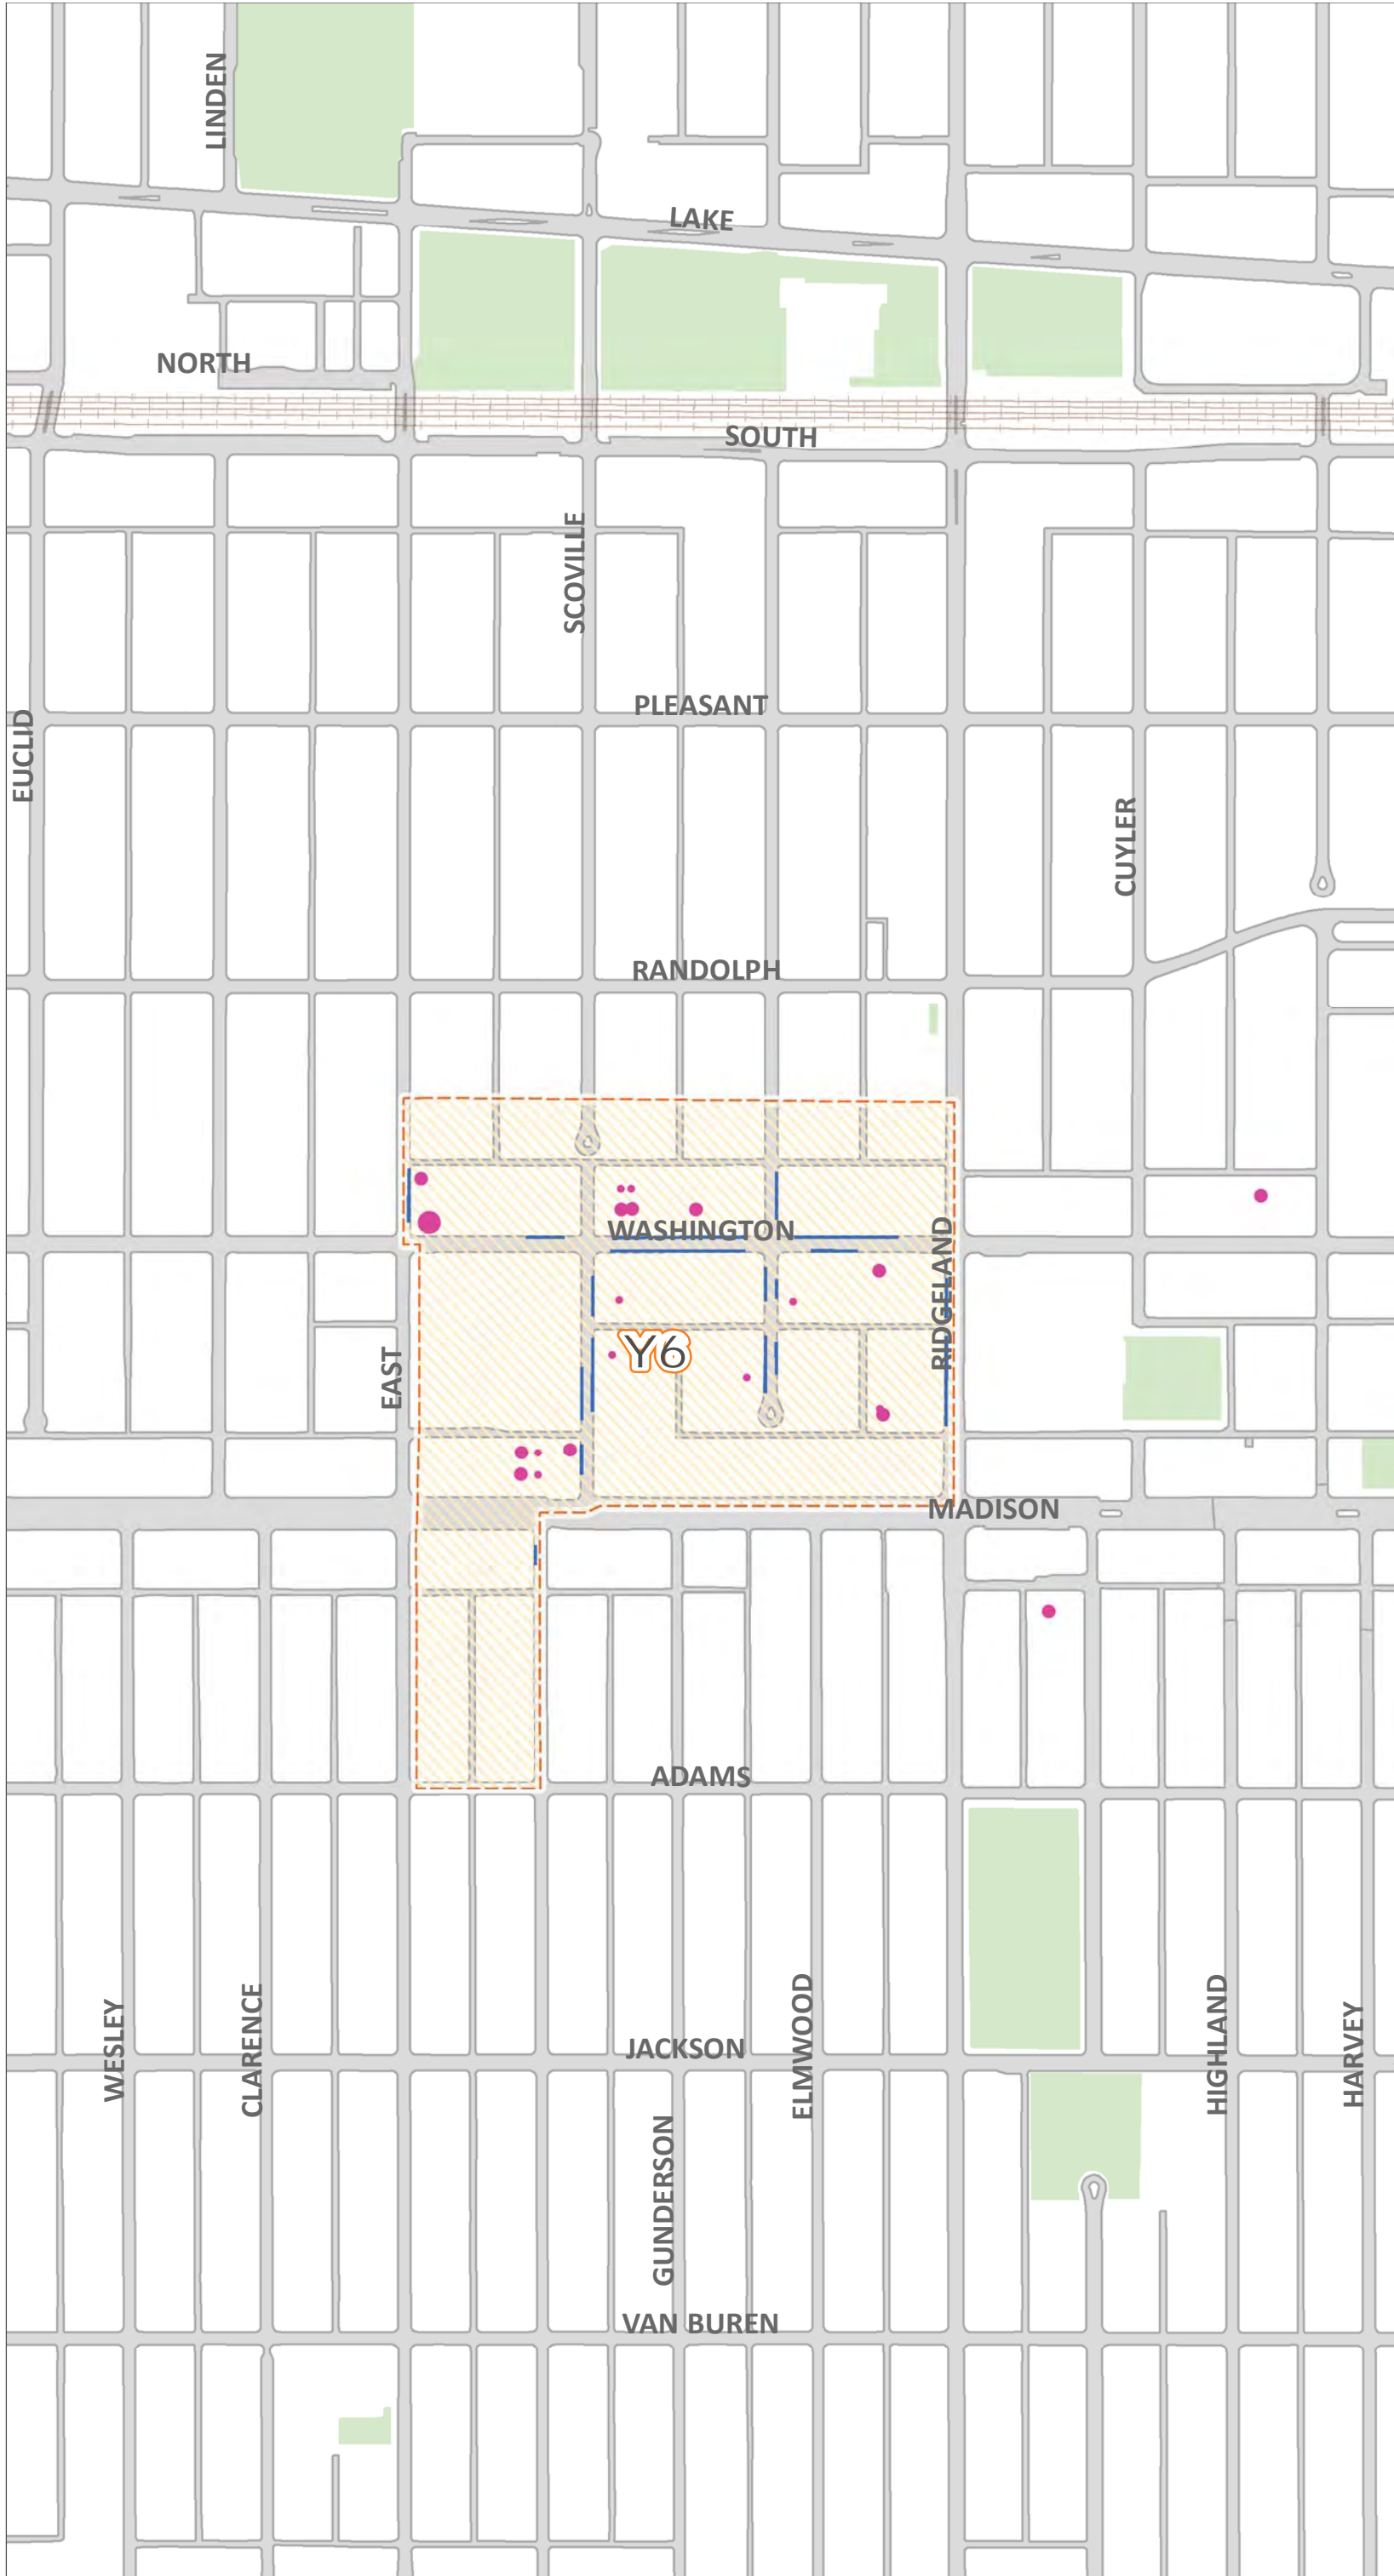 LINDEN
LAKE
NORTH
SOUTH
SCOVILLE
PLEASANT
EUCLID
CUYLER
RANDOLPH
WASHINGTON
RIDGELAND
Y6
EAST
MADISON
ADAMS
WESLEY
CLARENCE
ELMWOOD
HIGHLAND
HARVEY
JACKSON
GUNDERSON
VAN BUREN